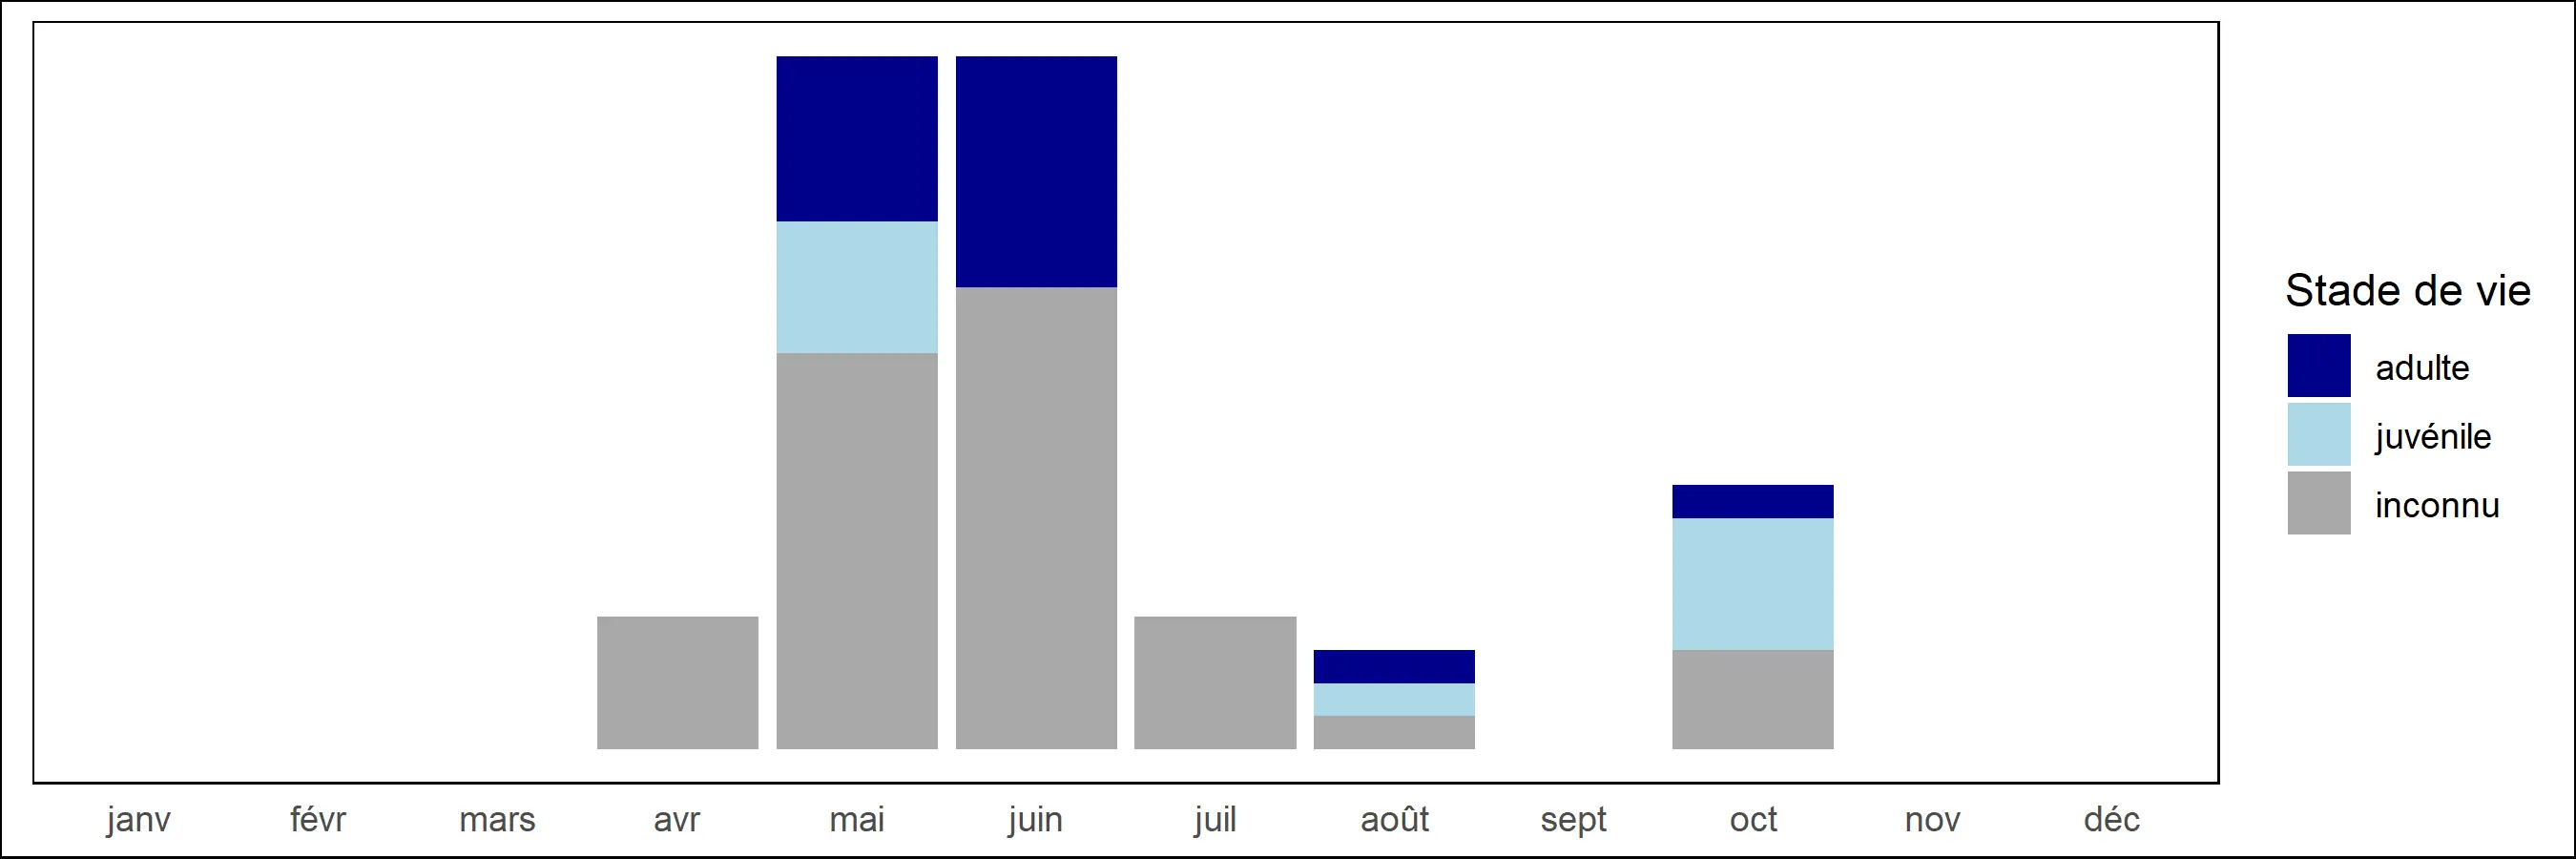 Stade de vie
adulte
juvénile
inconnu
janv févr mars avr mai juin juil août sept oct nov déc